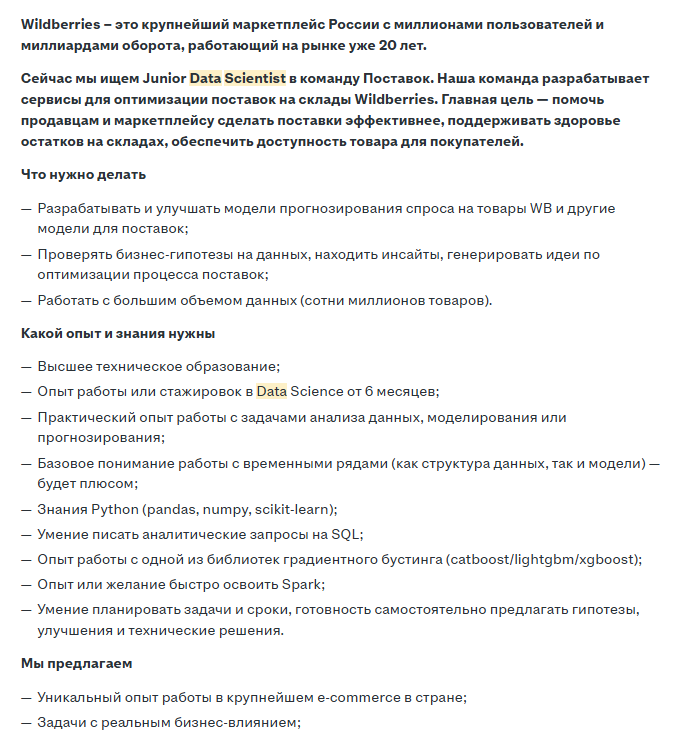 Wildberries – это крупнейший маркетплейс России с миллионами пользователей и
миллиардами оборота, работающий на рынке уже 20 лет.
Сейчас мы ищем Junior Data Scientist в команду Поставок. Наша команда разрабатывает
сервисы для оптимизации поставок на склады Wildberries. Главная цель — помочь
продавцам и маркетплейсу сделать поставки эффективнее, поддерживать здоровье
остатков на складах, обеспечить доступность товара для покупателей.
Что нужно делать
— Разрабатывать и улучшать модели прогнозирования спроса на товары WB и другие
модели для поставок;
— Проверять бизнес-гипотезы на данных, находить инсайты, генерировать идеи по
оптимизации процесса поставок;
— Работать с большим объемом данных (сотни миллионов товаров).
Какой опыт и знания нужны
— Высшее техническое образование;
— Опыт работы или стажировок в Data Science от 6 месяцев;
— Практический опыт работы с задачами анализа данных, моделирования или
прогнозирования;
— Базовое понимание работы с временными рядами (как структура данных, так и модели) —
будет плюсом;
— Знания Python (pandas, numpy, scikit-learn);
— Умение писать аналитические запросы на SQL;
— Опыт работы с одной из библиотек градиентного бустинга (catboost/lightgbm/xgboost);
— Опыт или желание быстро освоить Spark;
— Умение планировать задачи и сроки, готовность самостоятельно предлагать гипотезы,
улучшения и технические решения.
Мы предлагаем
— Уникальный опыт работы в крупнейшем e-commerce в стране;
— Задачи с реальным бизнес-влиянием;